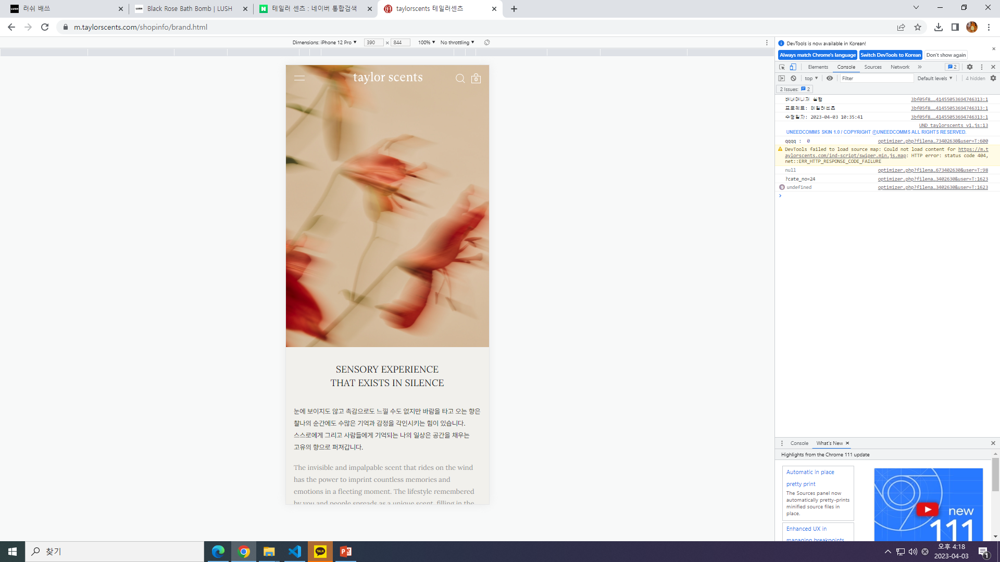 러쉬 배쓰
Black Rose Bath Bomb | LUSH
테일러 센츠 : 네이버 통합검색
taylorscents 테일러센츠
m.taylorscents.com/shopinfo/brand.html
Dimensions: iPhone 12 Pro ▼ 390 × 844 100% ▼ No throttling ▼
DevTools is now available in Korean!
Always match Chrome's language Switch DevTools to Korean Don't show again
Elements Console Sources Network » 2
top ▼ Filter Default levels ▼ 4 hidden
2 Issues: 2
배너매니저 실행 3bf05f8……41455053694746313:1
프로젝트: 테일러센츠 3bf05f8……41455053694746313:1
수정일자: 2023-04-03 10:35:41 3bf05f8……41455053694746313:1
UND_taylorscents_v1.js:13
UNEEDCOMMS SKIN 1.0 / COPYRIGHT ⓒUNEEDCOMMS ALL RIGHTS RESERVED.
qqqq : 0 optimizer.php?filena…73402630&user=T:600
DevTools failed to load source map: Could not load content for https://m.t
aylorscents.com/ind-script/swiper.min.js.map: HTTP error: status code 404,
net::ERR_HTTP_RESPONSE_CODE_FAILURE
null optimizer.php?filena…673402630&user=T:98
?cate_no=24 optimizer.php?filena…3402630&user=T:1623
9 undefined optimizer.php?filena…3402630&user=T:1623
taylor scents
0
SENSORY EXPERIENCE
THAT EXISTS IN SILENCE
눈에 보이지도 않고 촉감으로도 느낄 수도 없지만 바람을 타고 오는 향은
찰나의 순간에도 수많은 기억과 감정을 각인시키는 힘이 있습니다.
스스로에게 그리고 사람들에게 기억되는 나의 일상은 공간을 채우는
고유의 향으로 퍼져갑니다.
The invisible and impalpable scent that rides on the wind
has the power to imprint countless memories and
emotions in a fleeting moment. The lifestyle remembered
by you and people spreads as a unique scent, filling in the
Console What's New
Highlights from the Chrome 111 update
Automatic in place
pretty print
The Sources panel now
automatically pretty-prints
minified source files in
place.
Enhanced UX in
managing breakpoints
new
111
찾기
TALK
오후 4:18
2023-04-03
1